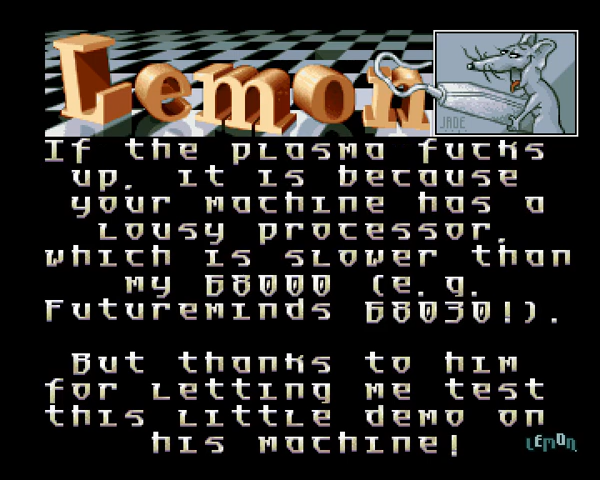 Lemon
JADE
If the plasma fucks
up, it is because
your machine has a
lousy processor,
which is slower than
my 68000 (e.g.
Futureminds 68030!).
But thanks to him
for letting me test
this little demo on
his machine!
LEMON.